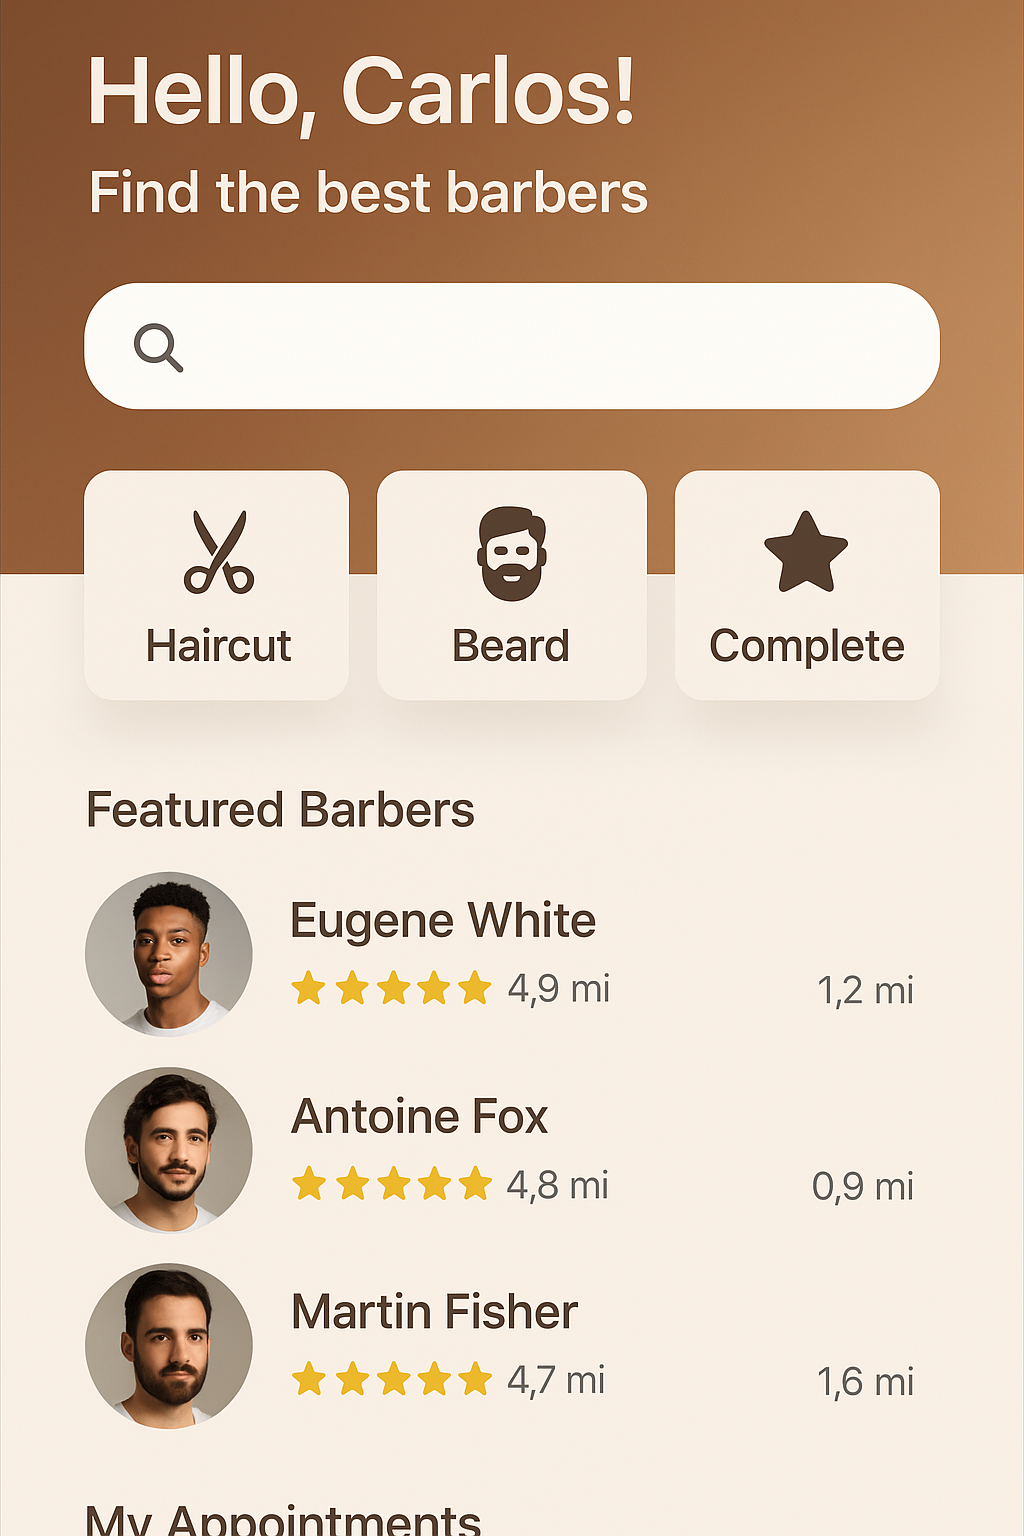 Hello, Carlos!
Find the best barbers
Haircut
Beard
Complete
Featured Barbers
Eugene White
4,9 mi
1,2 mi
Antoine Fox
4,8 mi
0,9 mi
Martin Fisher
4,7 mi
1,6 mi
My Appointments